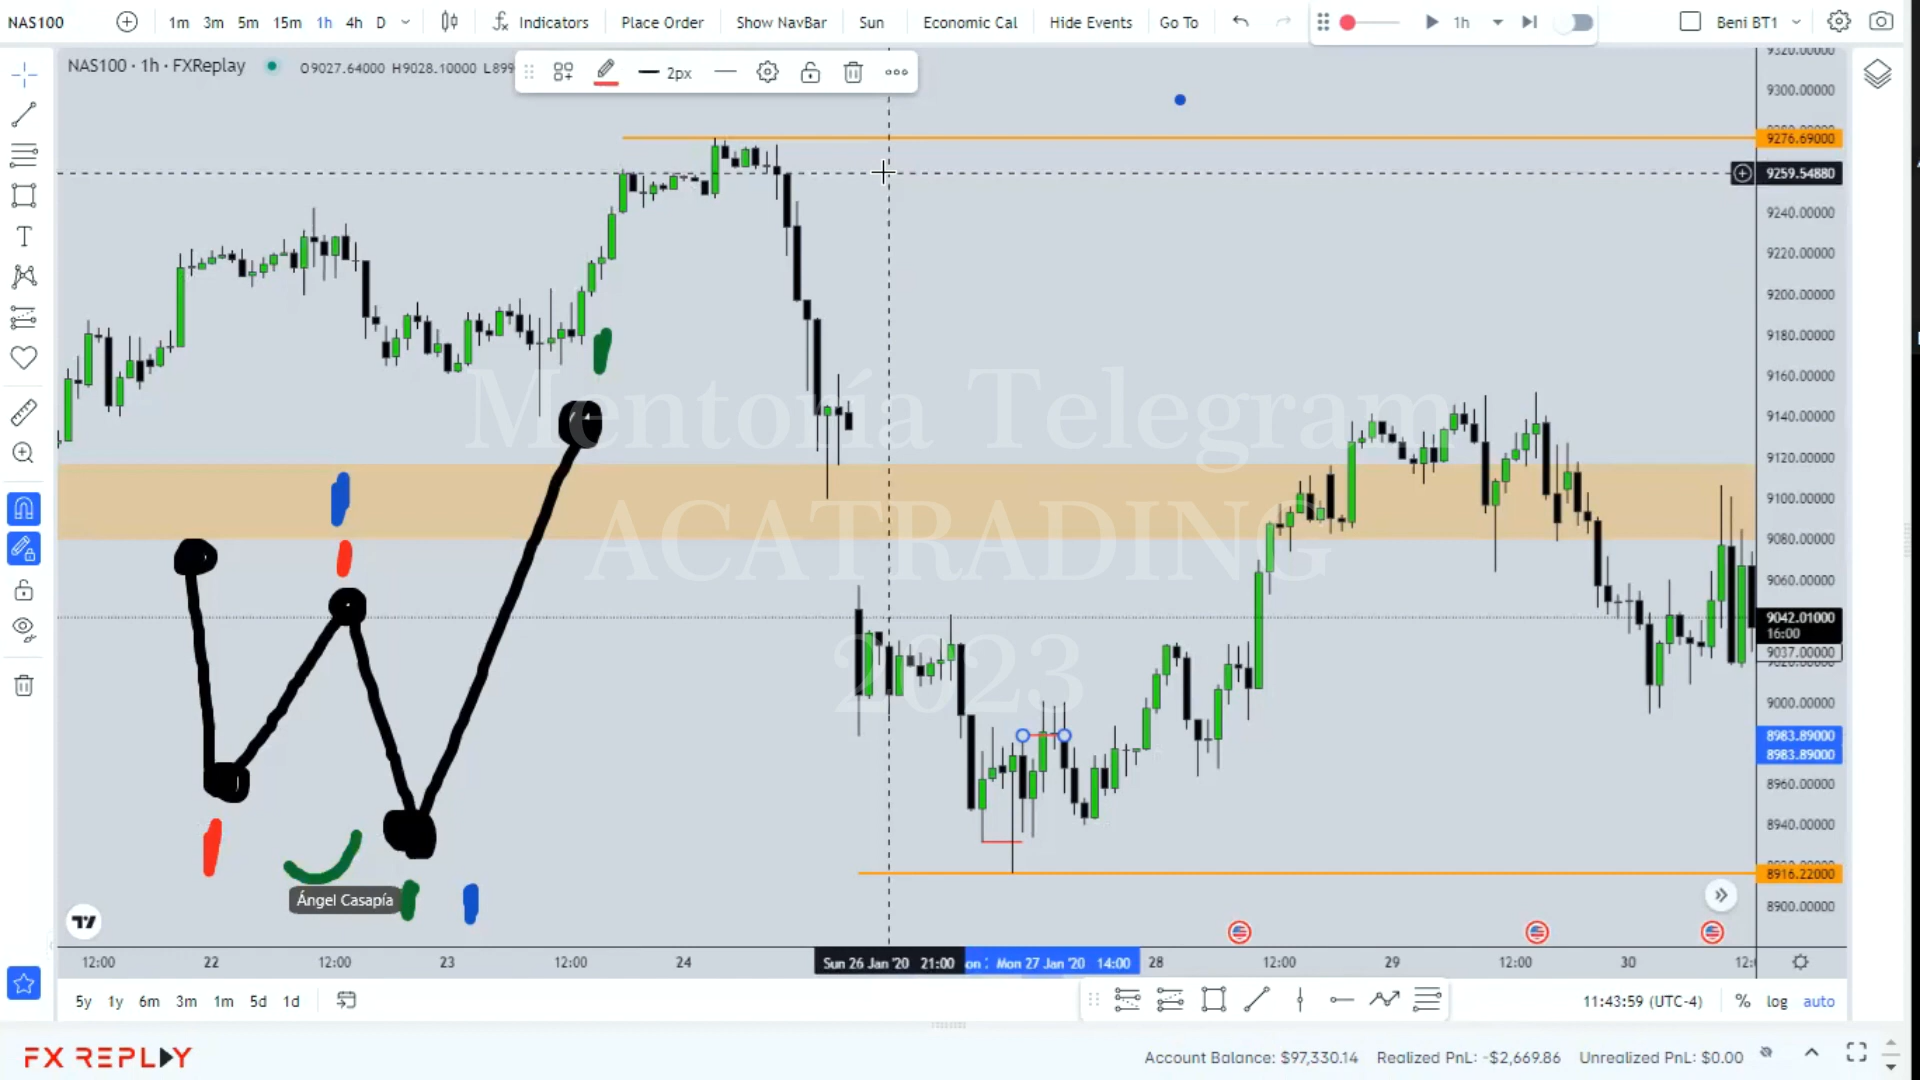 NAS100 1m 3m 5m 15m 1h 4h D Indicators Place Order Show NavBar Sun Economic Cal Hide Events Go To 1h Beni BT1
NAS100 · 1h · FXReplay O9027.64000 H9028.10000 L899
2px
9320.00000
9300.00000
9276.69000
9259.54880
9240.00000
9220.00000
9200.00000
9180.00000
9160.00000
9140.00000
9120.00000
9100.00000
9080.00000
9060.00000
9042.01000
16:00
9037.00000
9020.00000
9000.00000
8983.89000
8983.89000
8960.00000
8940.00000
8916.22000
8900.00000
Mentoría Telegram
ACATRADING
2023
Ángel Casapía
12:00 22 12:00 23 12:00 24 Sun 26 Jan '20 21:00 on : Mon 27 Jan '20 14:00 28 12:00 29 12:00 30 12:
5y 1y 6m 3m 1m 5d 1d 11:43:59 (UTC-4) % log auto
FX REPLAY Account Balance: $97,330.14 Realized PnL: -$2,669.86 Unrealized PnL: $0.00